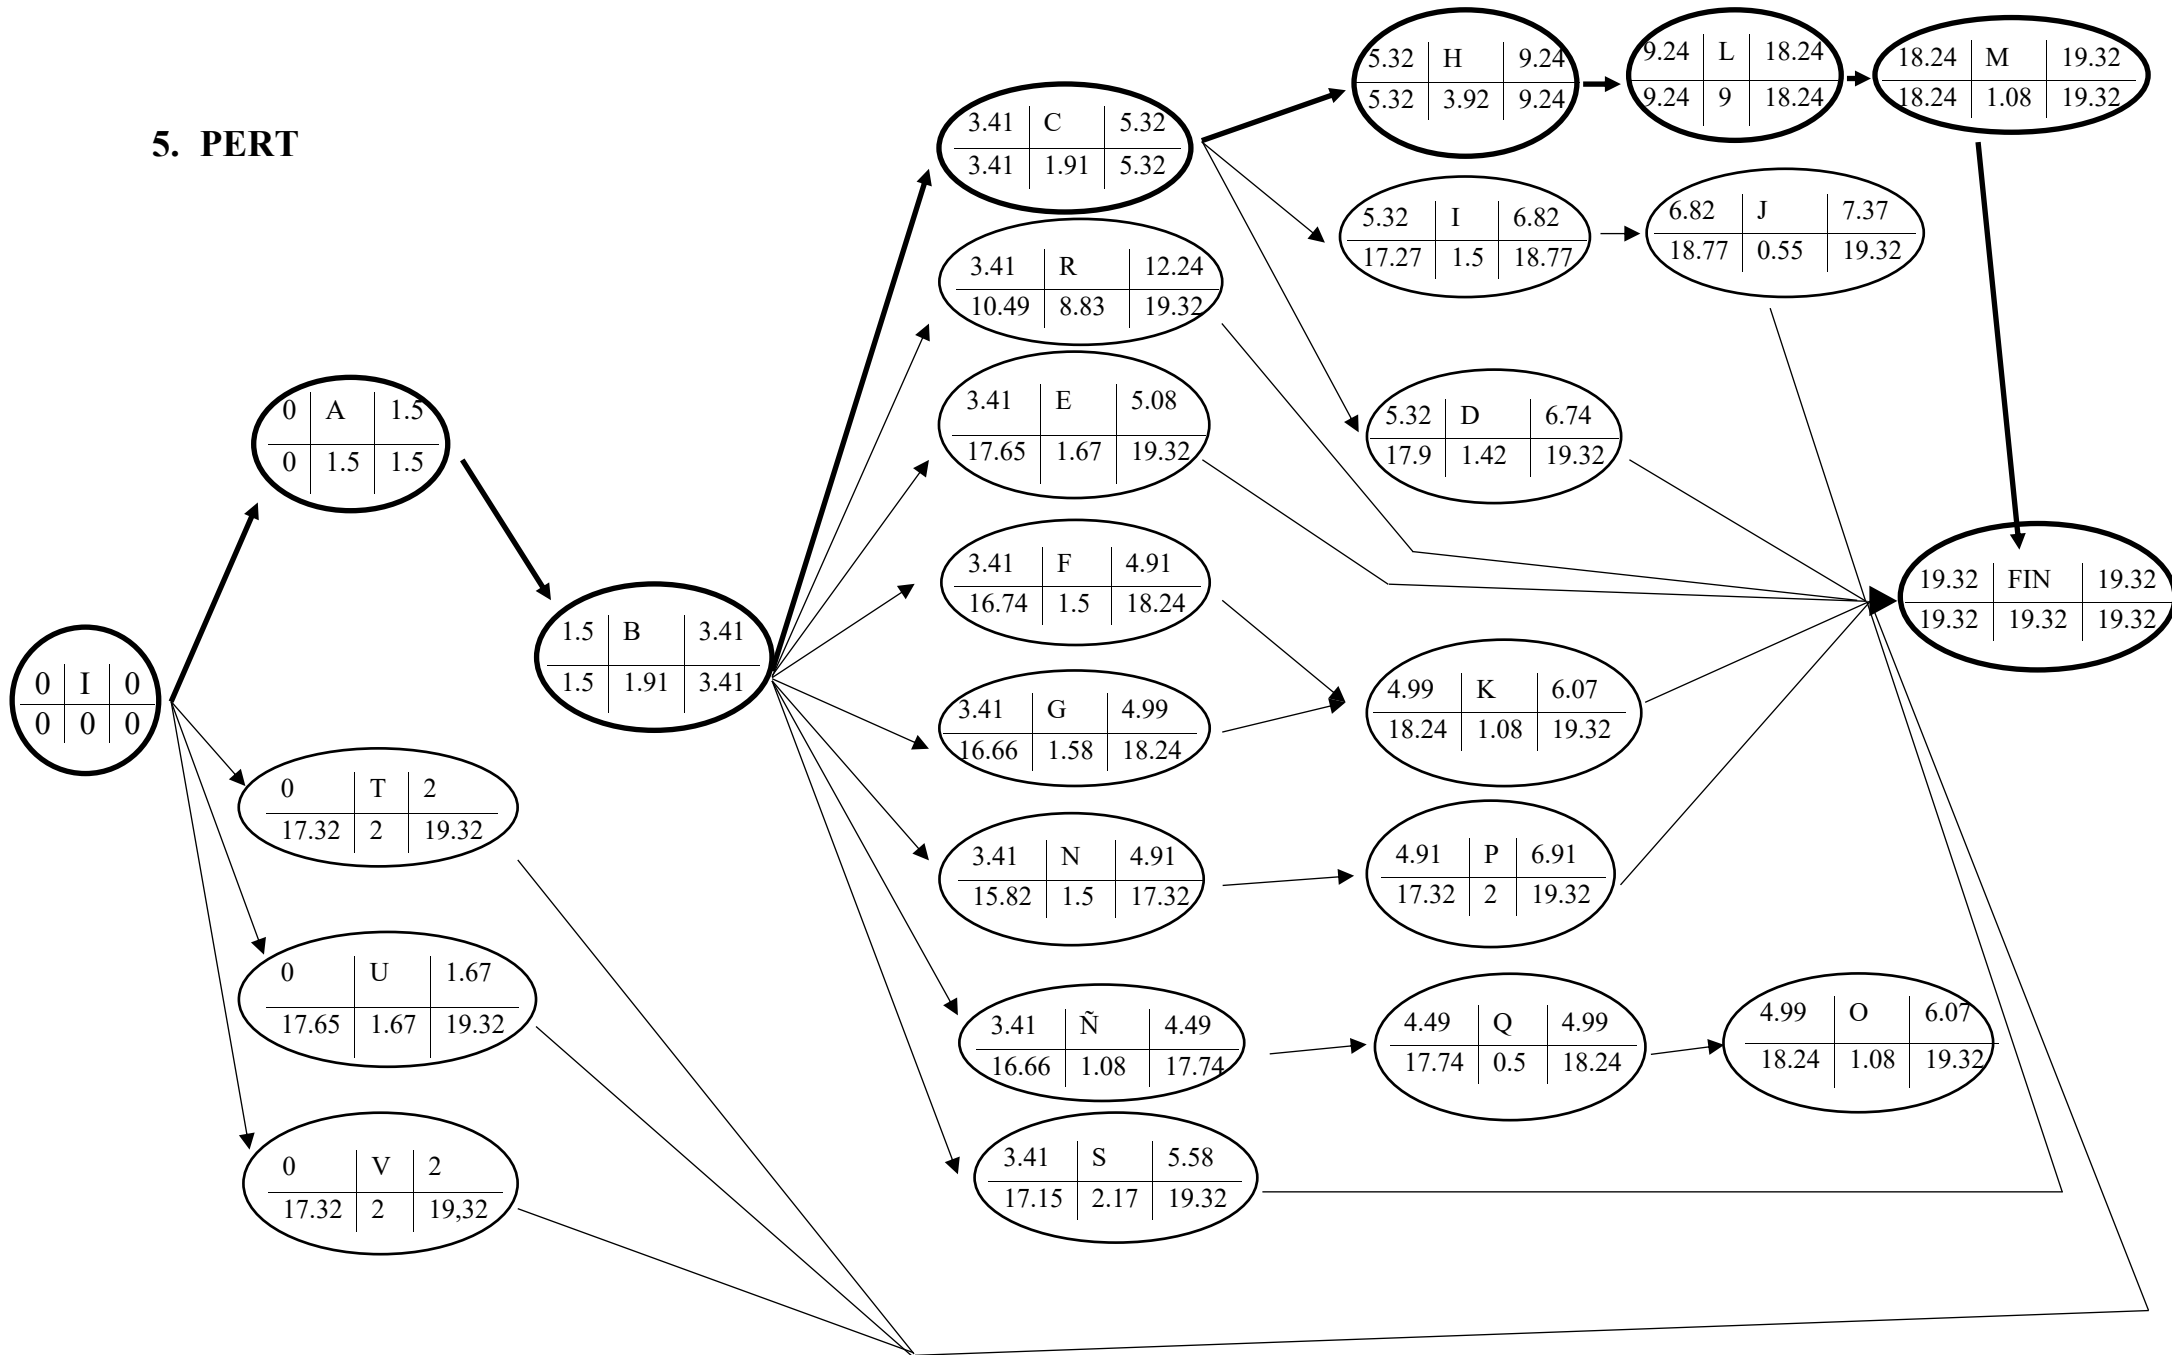 5. PERT
5.32 H 9.24
5.32 3.92 9.24
9.24 L 18.24
9.24 9 18.24
18.24 M 19.32
18.24 1.08 19.32
3.41 C 5.32
3.41 1.91 5.32
5.32 I 6.82
17.27 1.5 18.77
6.82 J 7.37
18.77 0.55 19.32
3.41 R 12.24
10.49 8.83 19.32
0 A 1.5
0 1.5 1.5
3.41 E 5.08
17.65 1.67 19.32
5.32 D 6.74
17.9 1.42 19.32
3.41 F 4.91
16.74 1.5 18.24
19.32 FIN 19.32
19.32 19.32 19.32
1.5 B 3.41
1.5 1.91 3.41
0 I 0
0 0 0
3.41 G 4.99
16.66 1.58 18.24
4.99 K 6.07
18.24 1.08 19.32
0 T 2
17.32 2 19.32
3.41 N 4.91
15.82 1.5 17.32
4.91 P 6.91
17.32 2 19.32
0 U 1.67
17.65 1.67 19.32
3.41 Ñ 4.49
16.66 1.08 17.74
4.49 Q 4.99
17.74 0.5 18.24
4.99 O 6.07
18.24 1.08 19.32
0 V 2
17.32 2 19,32
3.41 S 5.58
17.15 2.17 19.32